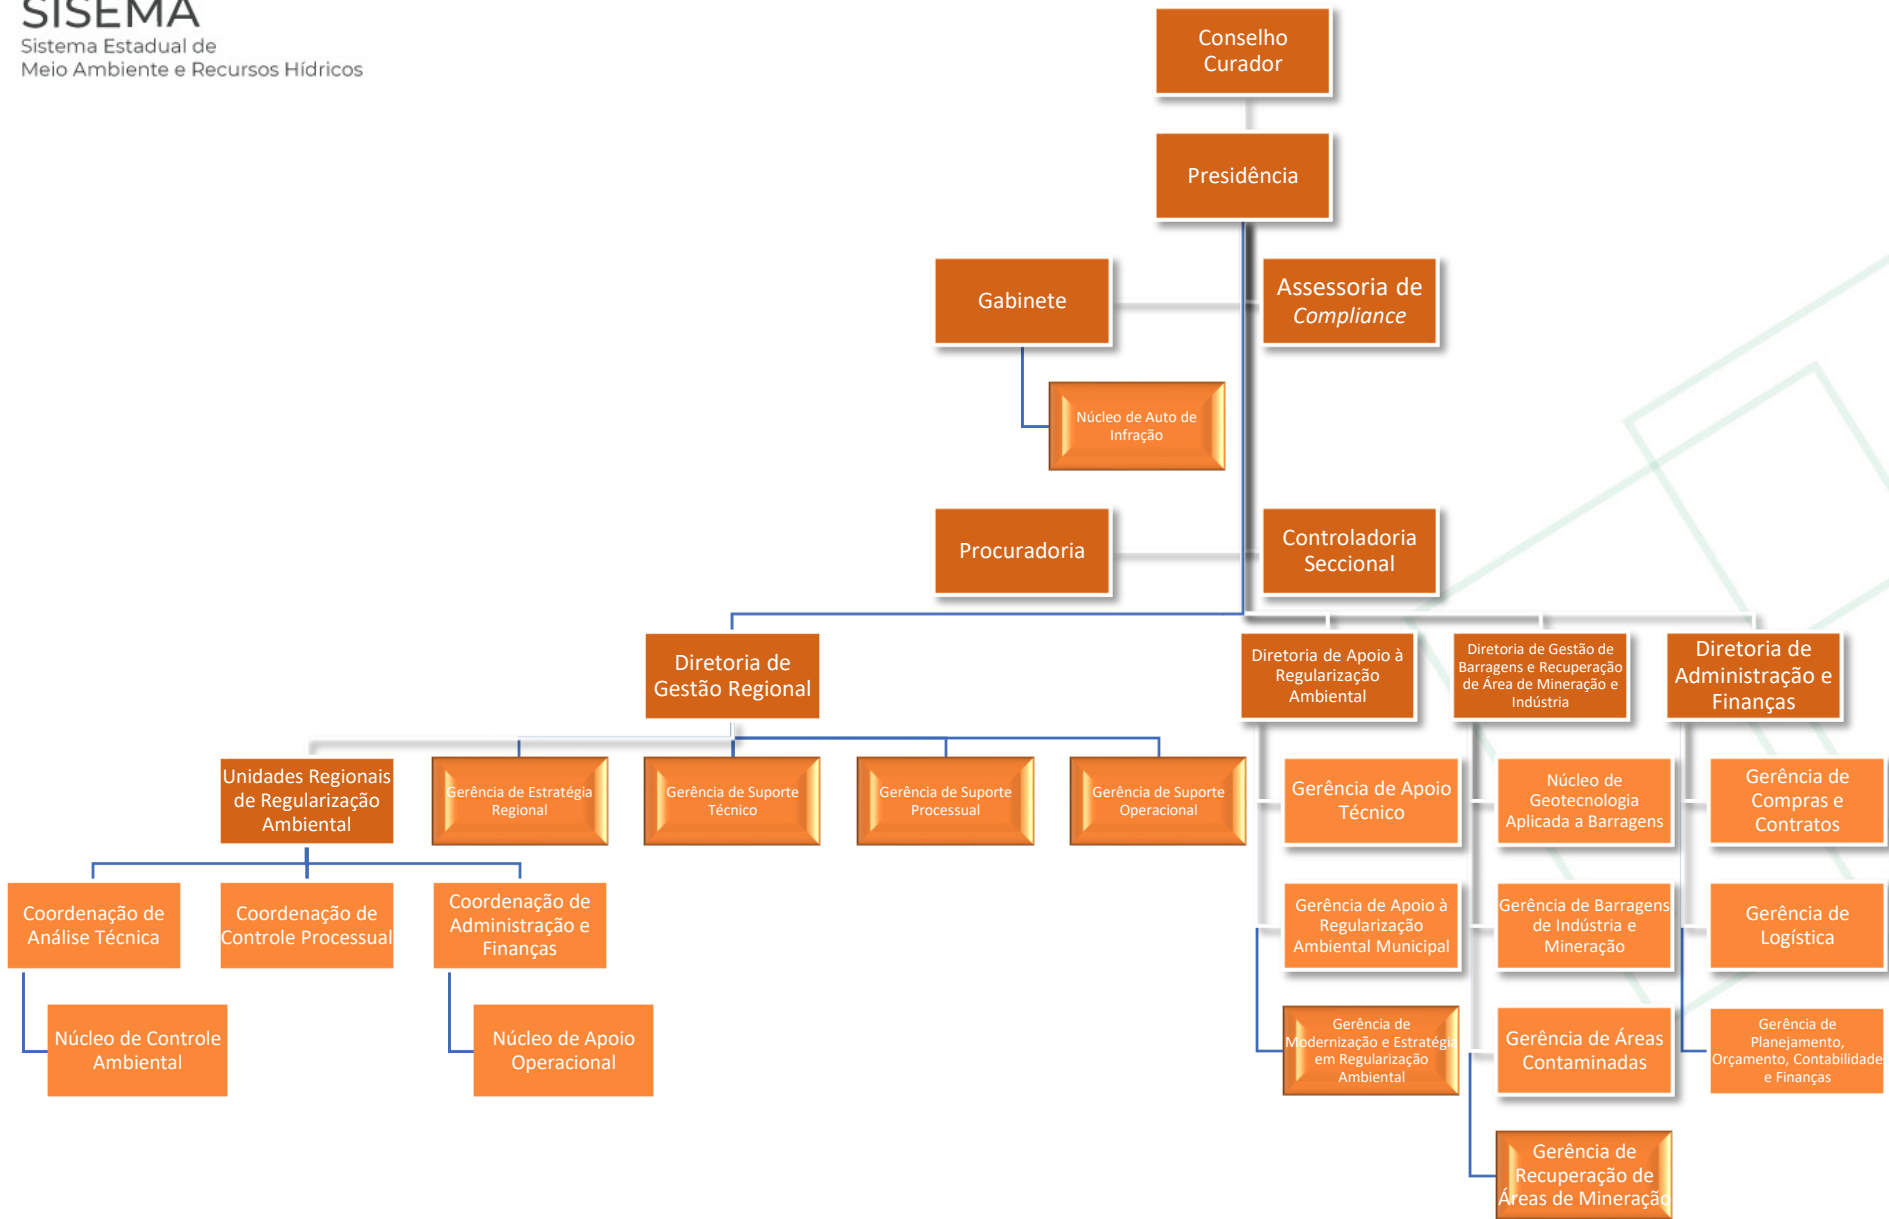 SISEMA
Sistema Estadual de
Meio Ambiente e Recursos Hídricos
Conselho
Curador
Presidência
Gabinete
Assessoria de
Compliance
Núcleo de Auto de
Infração
Procuradoria
Controladoria
Seccional
Diretoria de
Gestão Regional
Diretoria de Apoio à
Regularização
Ambiental
Diretoria de Gestão de
Barragens e Recuperação
de Área de Mineração e
Indústria
Diretoria de
Administração e
Finanças
Unidades Regionais
de Regularização
Ambiental
Gerência de Estratégia
Regional
Gerência de Suporte
Técnico
Gerência de Suporte
Processual
Gerência de Suporte
Operacional
Gerência de Apoio
Técnico
Núcleo de
Geotecnologia
Aplicada a Barragens
Gerência de
Compras e
Contratos
Coordenação de
Análise Técnica
Coordenação de
Controle Processual
Coordenação de
Administração e
Finanças
Gerência de Apoio à
Regularização
Ambiental Municipal
Gerência de Barragens
de Indústria e
Mineração
Gerência de
Logística
Núcleo de Controle
Ambiental
Núcleo de Apoio
Operacional
Gerência de
Modernização e Estratégia
em Regularização
Ambiental
Gerência de Áreas
Contaminadas
Gerência de
Planejamento,
Orçamento, Contabilidade
e Finanças
Gerência de
Recuperação de
Áreas de Mineração